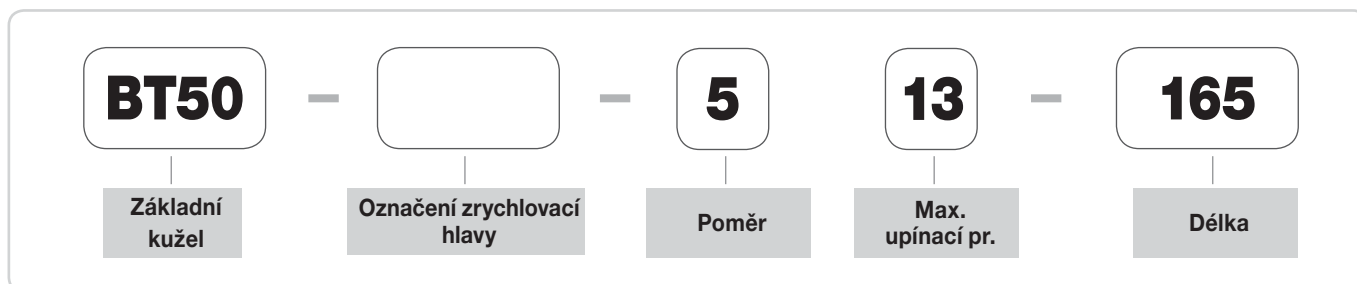 BT50 – – 5 13 – 165
Základní
kužel
Označení zrychlovací
hlavy
Poměr
Max.
upínací pr.
Délka